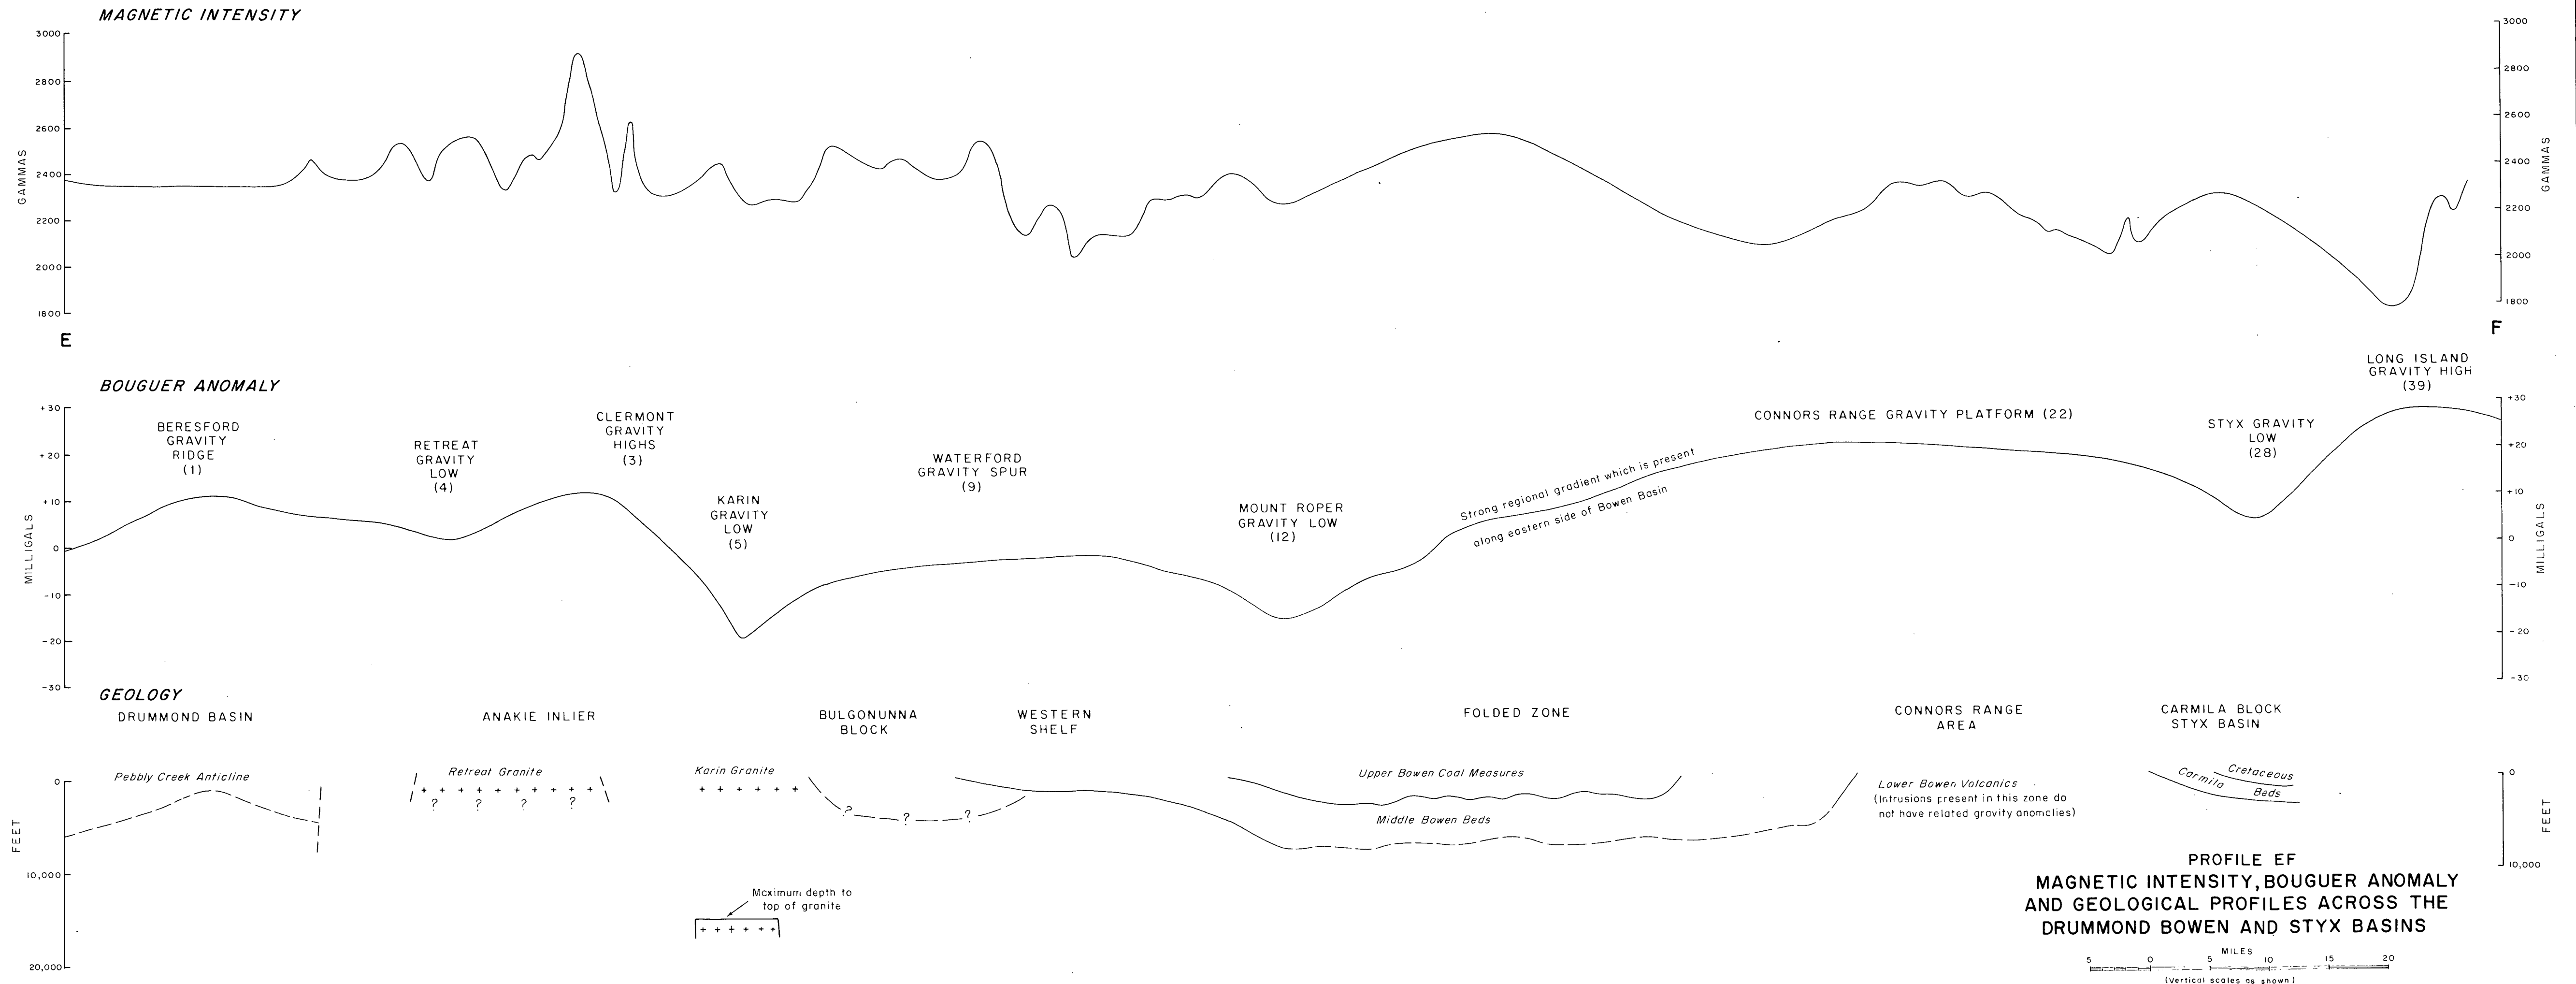 MAGNETIC INTENSITY
3000
2800
2600
2400
2200
2000
1800
GAMMAS
3000
2800
2600
2400
2200
2000
1800
GAMMAS
E
F
BOUGUER ANOMALY
+30
+20
+10
0
-10
-20
-30
MILLIGALS
BERESFORD
GRAVITY
RIDGE
(1)
RETREAT
GRAVITY
LOW
(4)
CLERMONT
GRAVITY
HIGHS
(3)
KARIN
GRAVITY
LOW
(5)
WATERFORD
GRAVITY SPUR
(9)
MOUNT ROPER
GRAVITY LOW
(12)
Strong regional gradient which is present
along eastern side of Bowen Basin
CONNORS RANGE GRAVITY PLATFORM (22)
STYX GRAVITY
LOW
(28)
LONG ISLAND
GRAVITY HIGH
(39)
+30
+20
+10
0
-10
-20
-30
MILLIGALS
GEOLOGY
DRUMMOND BASIN
ANAKIE INLIER
BULGONUNNA
BLOCK
WESTERN
SHELF
FOLDED ZONE
CONNORS RANGE
AREA
CARMILA BLOCK
STYX BASIN
0
10,000
20,000
FEET
Pebbly Creek Anticline
Retreat Granite
? ? ? ?
Karin Granite
? ? ?
Upper Bowen Coal Measures
Middle Bowen Beds
Lower Bowen Volcanics
(Intrusions present in this zone do
not have related gravity anomalies)
Cretaceous
Carmila Beds
0
10,000
FEET
Maximum depth to
top of granite
PROFILE EF
MAGNETIC INTENSITY, BOUGUER ANOMALY
AND GEOLOGICAL PROFILES ACROSS THE
DRUMMOND BOWEN AND STYX BASINS
MILES
5 0 5 10 15 20
(Vertical scales as shown)